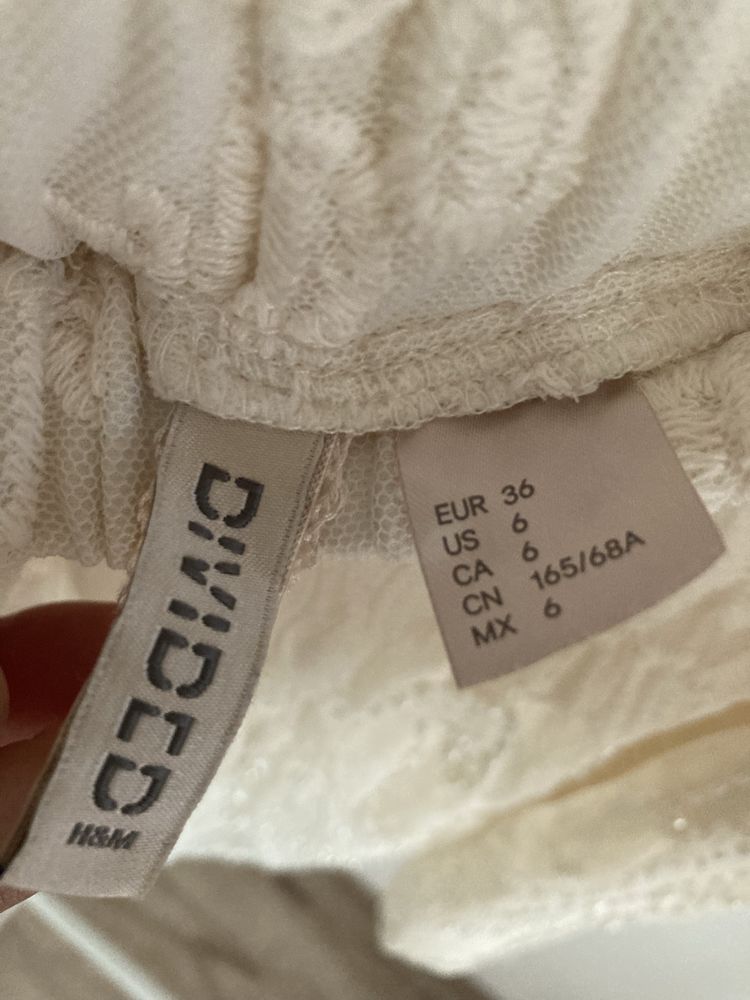 DIVIDED
H&M
EUR 36
US 6
CA 6
CN 165/68A
MX 6